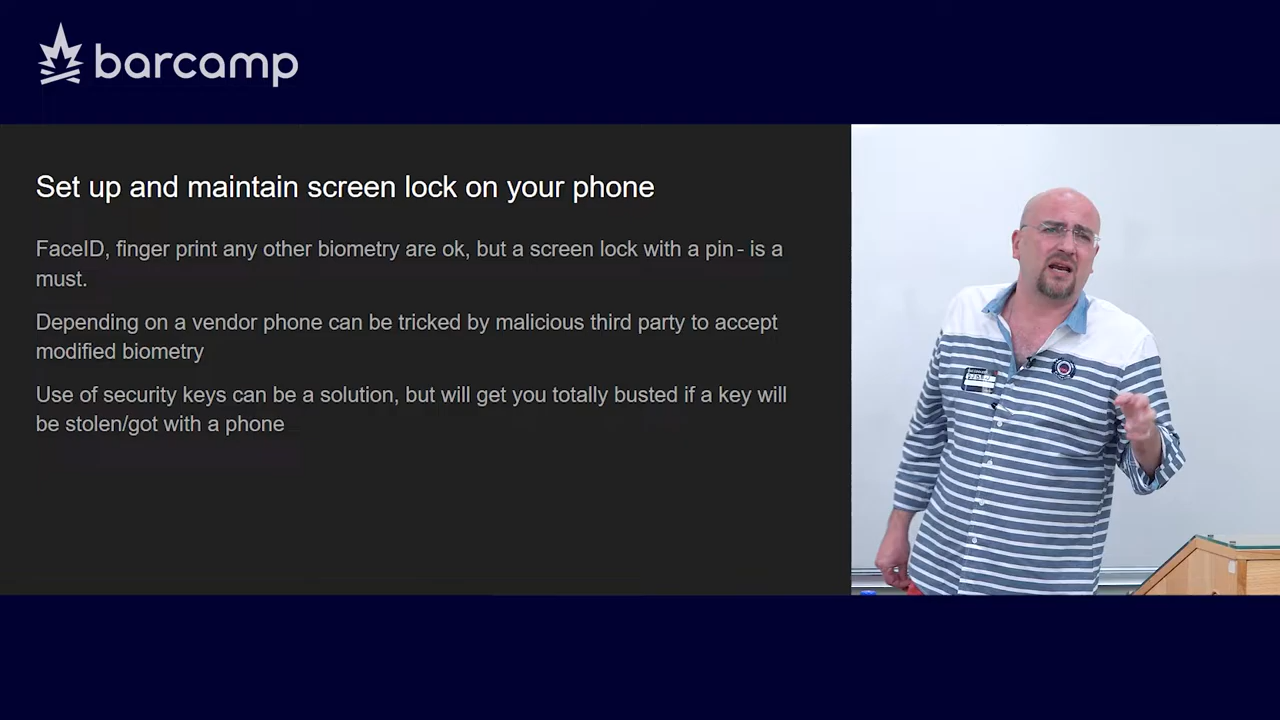 barcamp
Set up and maintain screen lock on your phone
FaceID, finger print any other biometry are ok, but a screen lock with a pin - is a
must.
Depending on a vendor phone can be tricked by malicious third party to accept
modified biometry
Use of security keys can be a solution, but will get you totally busted if a key will
be stolen/got with a phone